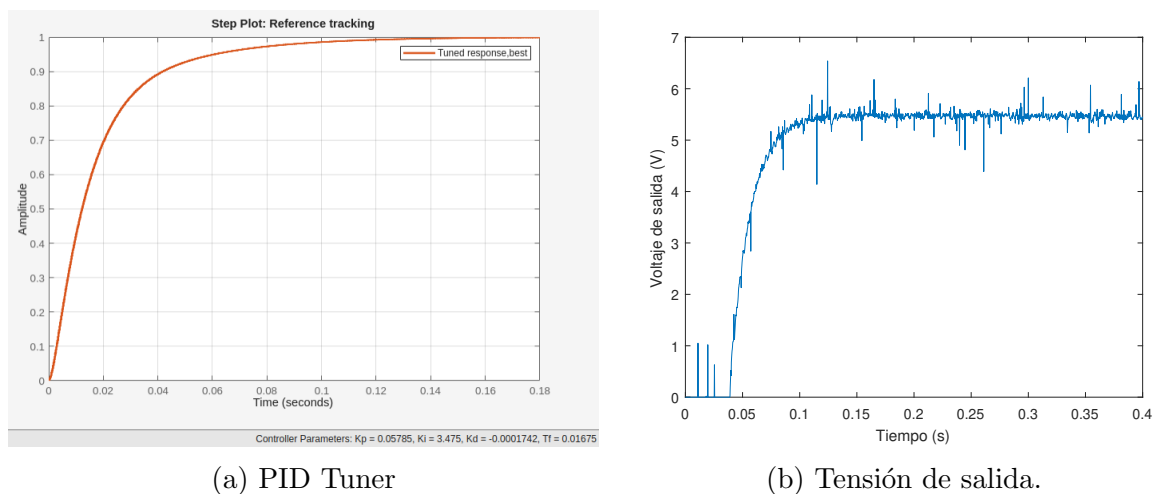 Step Plot: Reference tracking
Tuned response,best
Amplitude
1
0.9
0.8
0.7
0.6
0.5
0.4
0.3
0.2
0.1
0
0 0.02 0.04 0.06 0.08 0.1 0.12 0.14 0.16 0.18
Time (seconds)
Controller Parameters: Kp = 0.05785, Ki = 3.475, Kd = -0.0001742, Tf = 0.01675
(a) PID Tuner
Voltaje de salida (V)
7
6
5
4
3
2
1
0
0 0.05 0.1 0.15 0.2 0.25 0.3 0.35 0.4
Tiempo (s)
(b) Tensión de salida.